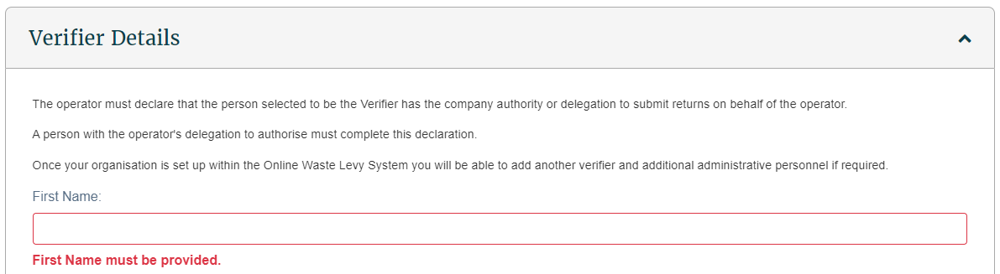 Verifier Details
The operator must declare that the person selected to be the Verifier has the company authority or delegation to submit returns on behalf of the operator.
A person with the operator's delegation to authorise must complete this declaration.
Once your organisation is set up within the Online Waste Levy System you will be able to add another verifier and additional administrative personnel if required.
First Name:
First Name must be provided.